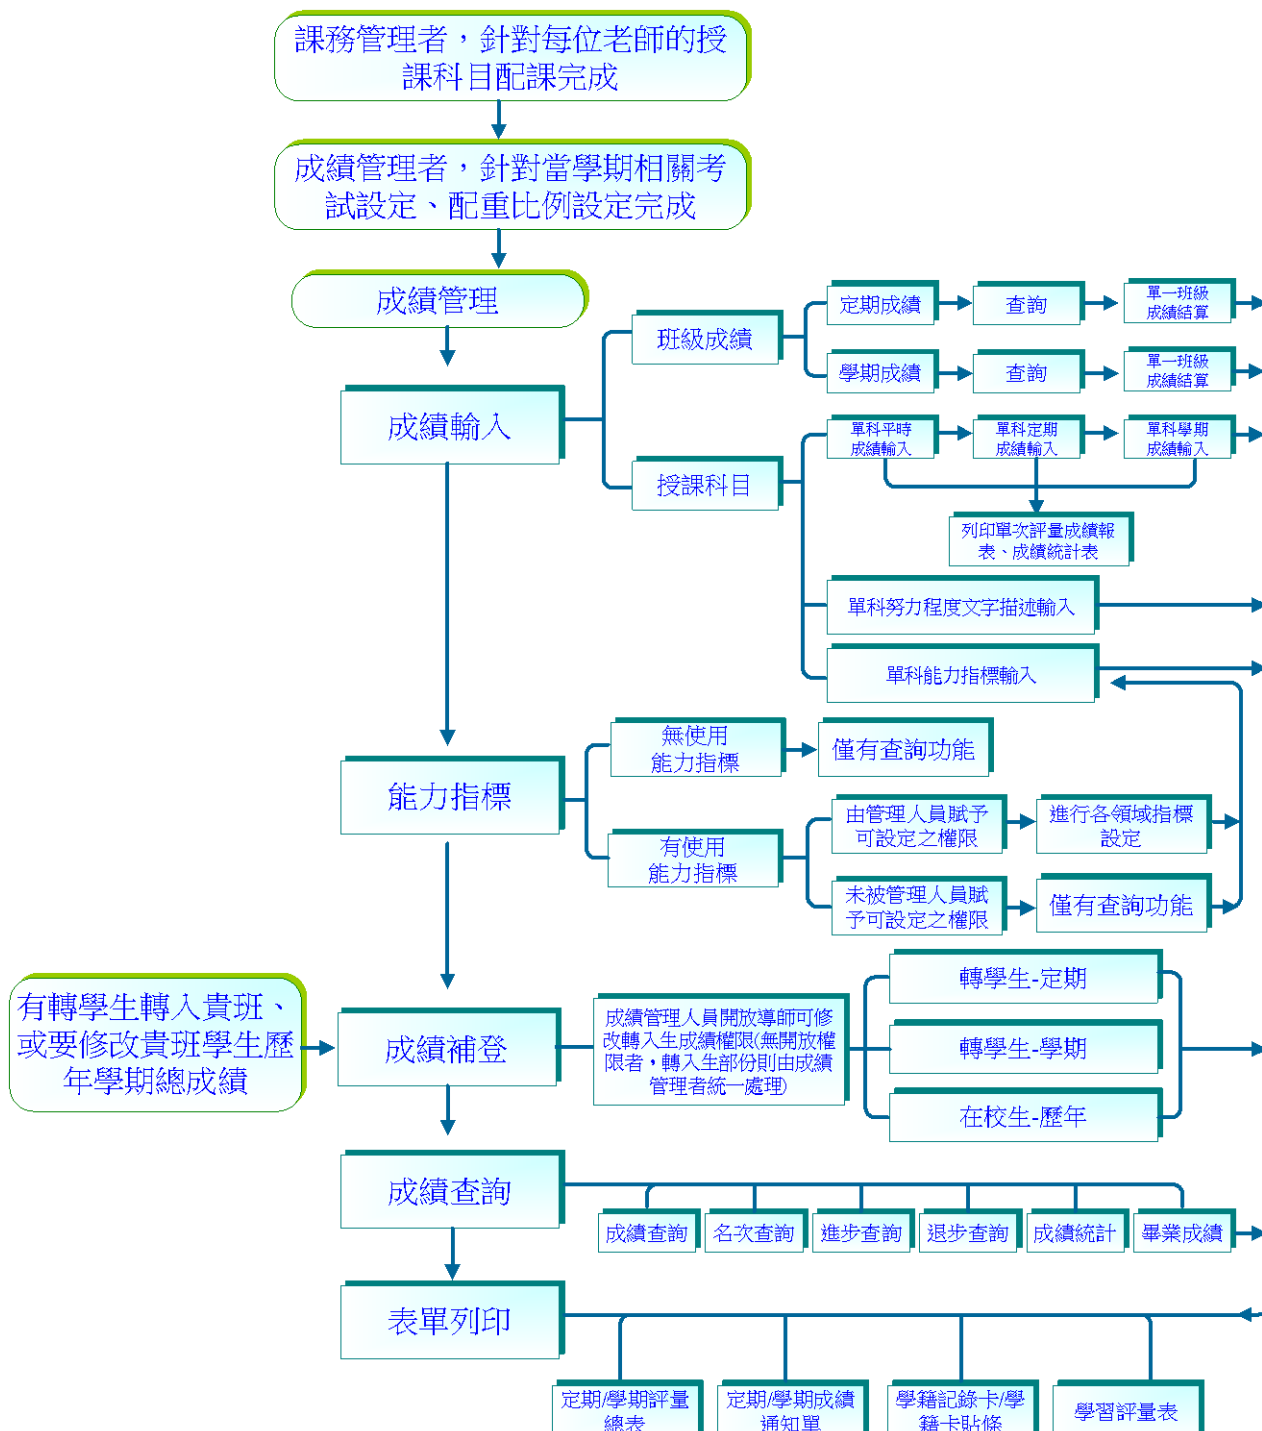 課務管理者，針對每位老師的授
課科目配課完成
成績管理者，針對當學期相關考
試設定、配重比例設定完成
成績管理
成績輸入
班級成績
定期成績
查詢
單一班級
成績結算
學期成績
查詢
單一班級
成績結算
授課科目
單科平時
成績輸入
單科定期
成績輸入
單科學期
成績輸入
列印單次評量成績報
表、成績統計表
單科努力程度文字描述輸入
單科能力指標輸入
能力指標
無使用
能力指標
僅有查詢功能
有使用
能力指標
由管理人員賦予
可設定之權限
進行各領域指標
設定
未被管理人員賦
予可設定之權限
僅有查詢功能
有轉學生轉入貴班、
或要修改貴班學生歷
年學期總成績
成績補登
成績管理人員開放導師可修
改轉入生成績權限(無開放權
限者，轉入生部份則由成績
管理者統一處理)
轉學生-定期
轉學生-學期
在校生-歷年
成績查詢
成績查詢
名次查詢
進步查詢
退步查詢
成績統計
畢業成績
表單列印
定期/學期評量
總表
定期/學期成績
通知單
學籍記錄卡/學
籍卡貼條
學習評量表